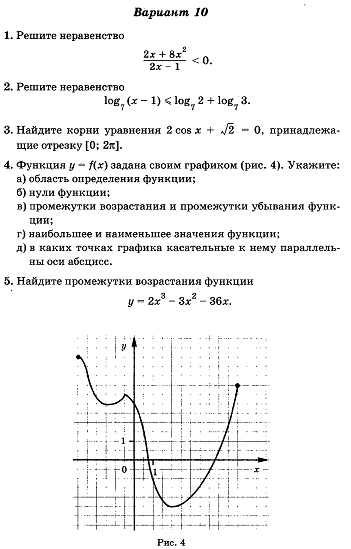 Вариант 10
1. Решите неравенство
(2x + 8x²)/(2x − 1) < 0.
2. Решите неравенство
log₇ (x − 1) ⩽ log₇ 2 + log₇ 3.
3. Найдите корни уравнения 2 cos x + √2 = 0, принадлежа-
щие отрезку [0; 2π].
4. Функция y = f(x) задана своим графиком (рис. 4). Укажите:
а) область определения функции;
б) нули функции;
в) промежутки возрастания и промежутки убывания функ-
ции;
г) наибольшее и наименьшее значения функции;
д) в каких точках графика касательные к нему параллель-
ны оси абсцисс.
5. Найдите промежутки возрастания функции
y = 2x³ − 3x² − 36x.
y
1
0
1
x
Рис. 4